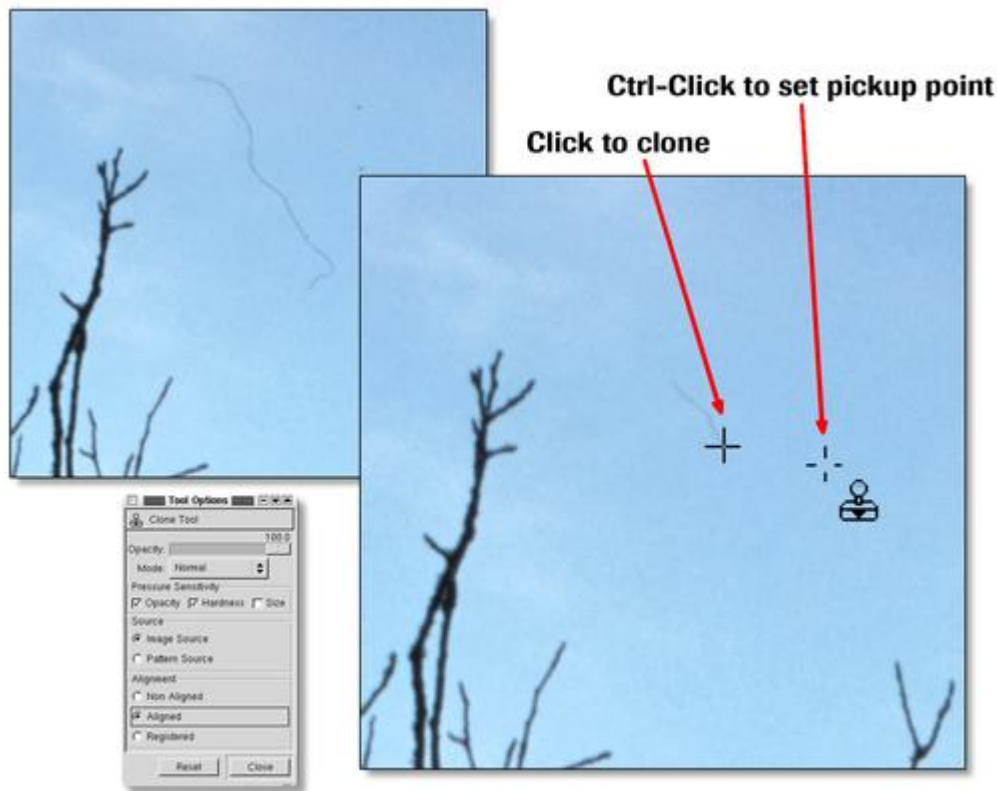 Ctrl-Click to set pickup point
Click to clone
Tool Options
Clone Tool
100.0
Opacity:
Mode: Normal
Pressure Sensitivity
Opacity Hardness Size
Source
Image Source
Pattern Source
Alignment
Non Aligned
Aligned
Registered
Reset Close